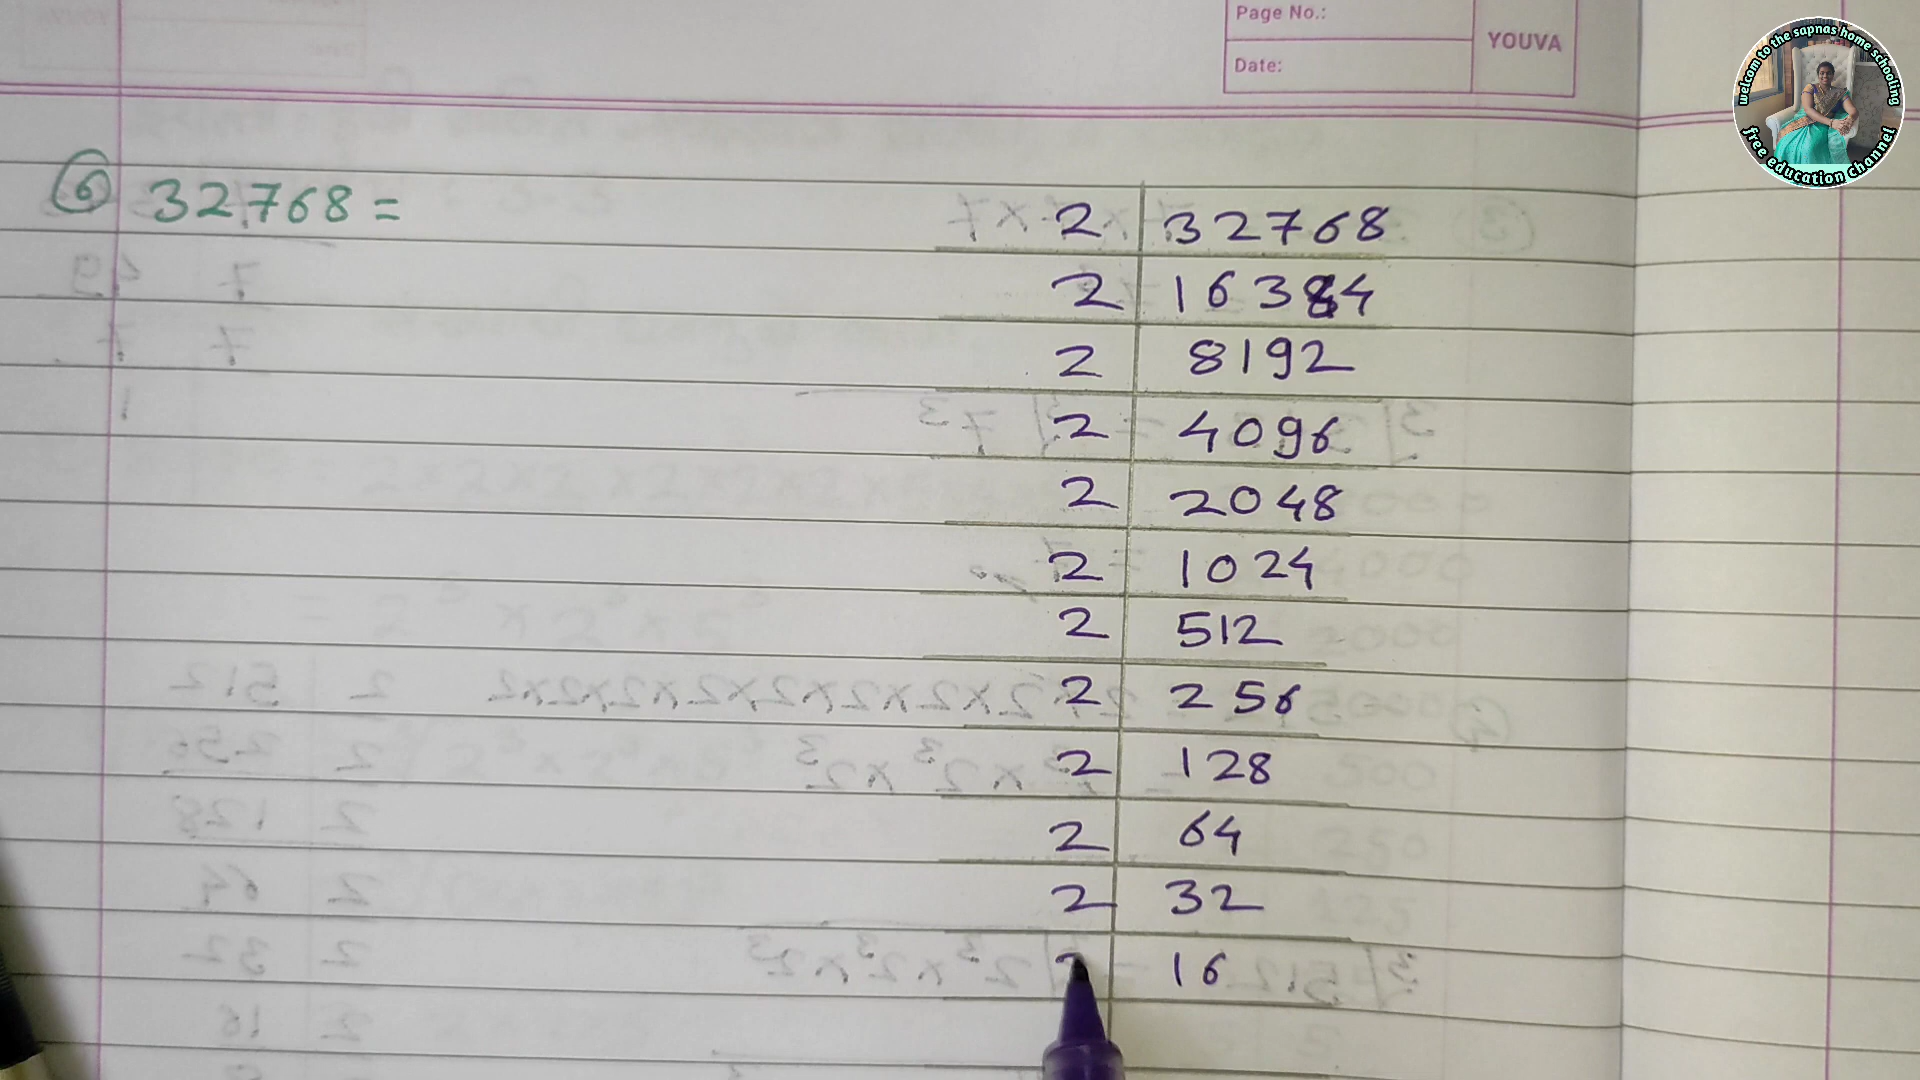 Page No.:
YOUVA
Date:
welcom to the sapnas home schooling
free education channel
6 32768 =
2 32768
2 16384
2 8192
2 4096
2 2048
2 1024
2 512
2 256
2 128
2 64
2 32
2 16